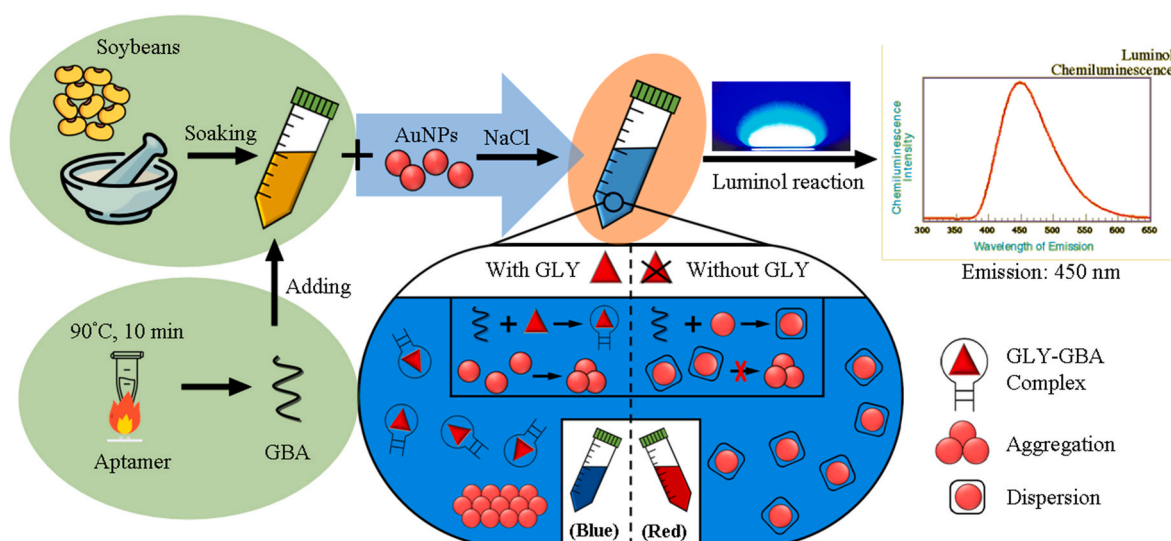 Soybeans
Soaking
+
AuNPs
NaCl
Luminol reaction
Luminol
Chemiluminescence
Chemiluminescence
Intensity
300 350 400 450 500 550 600 650
Wavelength of Emission
Emission: 450 nm
Adding
90°C, 10 min
Aptamer
GBA
With GLY
Without GLY
+
+
(Blue)
(Red)
GLY-GBA
Complex
Aggregation
Dispersion